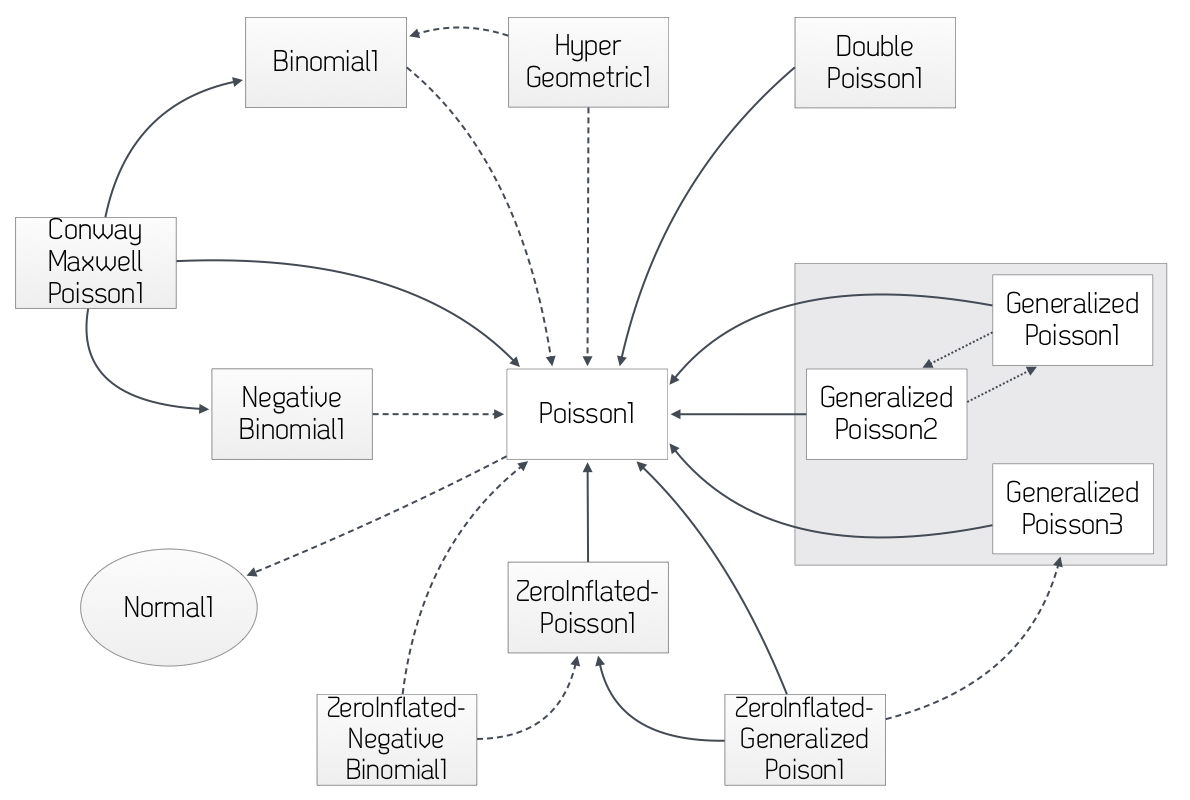 Binomial1
Hyper
Geometric1
Double
Poisson1
Conway
Maxwell
Poisson1
Generalized
Poisson1
Negative
Binomial1
Poisson1
Generalized
Poisson2
Generalized
Poisson3
Normal1
ZeroInflated-
Poisson1
ZeroInflated-
Negative
Binomial1
ZeroInflated-
Generalized
Poison1